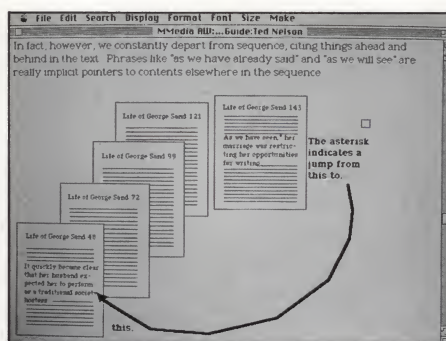 File Edit Search Display Format Font Size Make
MMedia AW:...Guide:Ted Nelson
In fact, however, we constantly depart from sequence, citing things ahead and
behind in the text Phrases like "as we have already said" and "as we will see" are
really implicit pointers to contents elsewhere in the sequence
Life of George Sand 143
As we have seen,* her
marriage was restric-
ting her opportunities
for writing
The asterisk
indicates a
jump from
this to.
Life of George Sand 121
Life of George Sand 99
Life of George Sand 72
Life of George Sand 49
It quickly became clear
that her husband ex-
pected her to perform
as a traditional society
hostess
this.